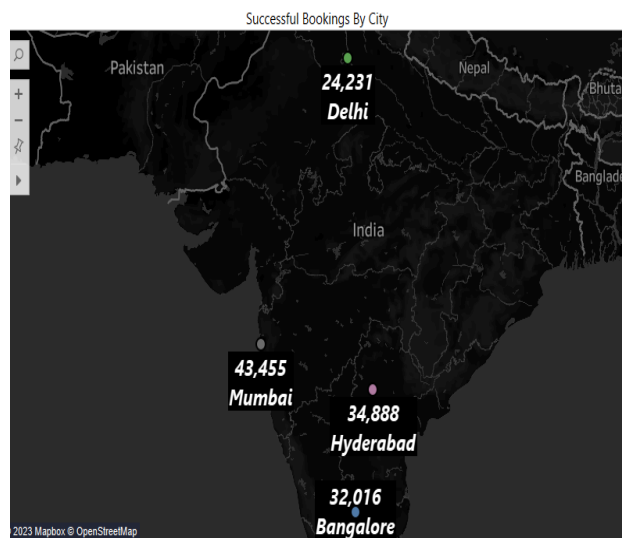 Successful Bookings By City
Pakistan
Nepal
Bhuta
24,231
Delhi
Banglade
India
43,455
Mumbai
34,888
Hyderabad
32,016
Bangalore
2023 Mapbox © OpenStreetMap